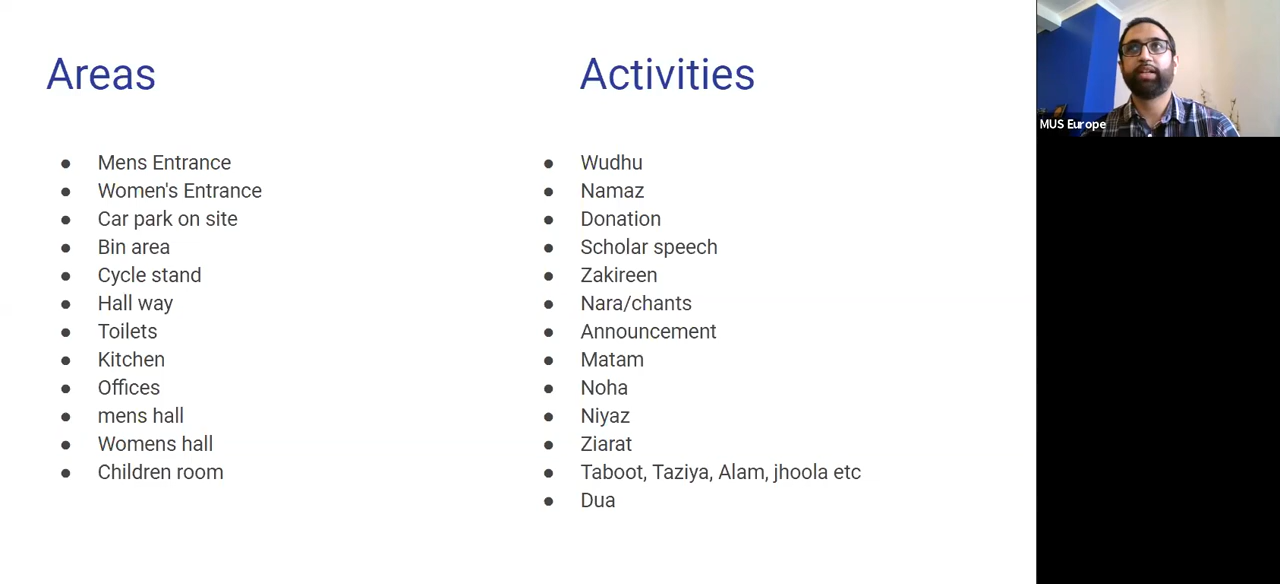 Areas
Mens Entrance
Women's Entrance
Car park on site
Bin area
Cycle stand
Hall way
Toilets
Kitchen
Offices
mens hall
Womens hall
Children room
Activities
Wudhu
Namaz
Donation
Scholar speech
Zakireen
Nara/chants
Announcement
Matam
Noha
Niyaz
Ziarat
Taboot, Taziya, Alam, jhoola etc
Dua
MUS Europe